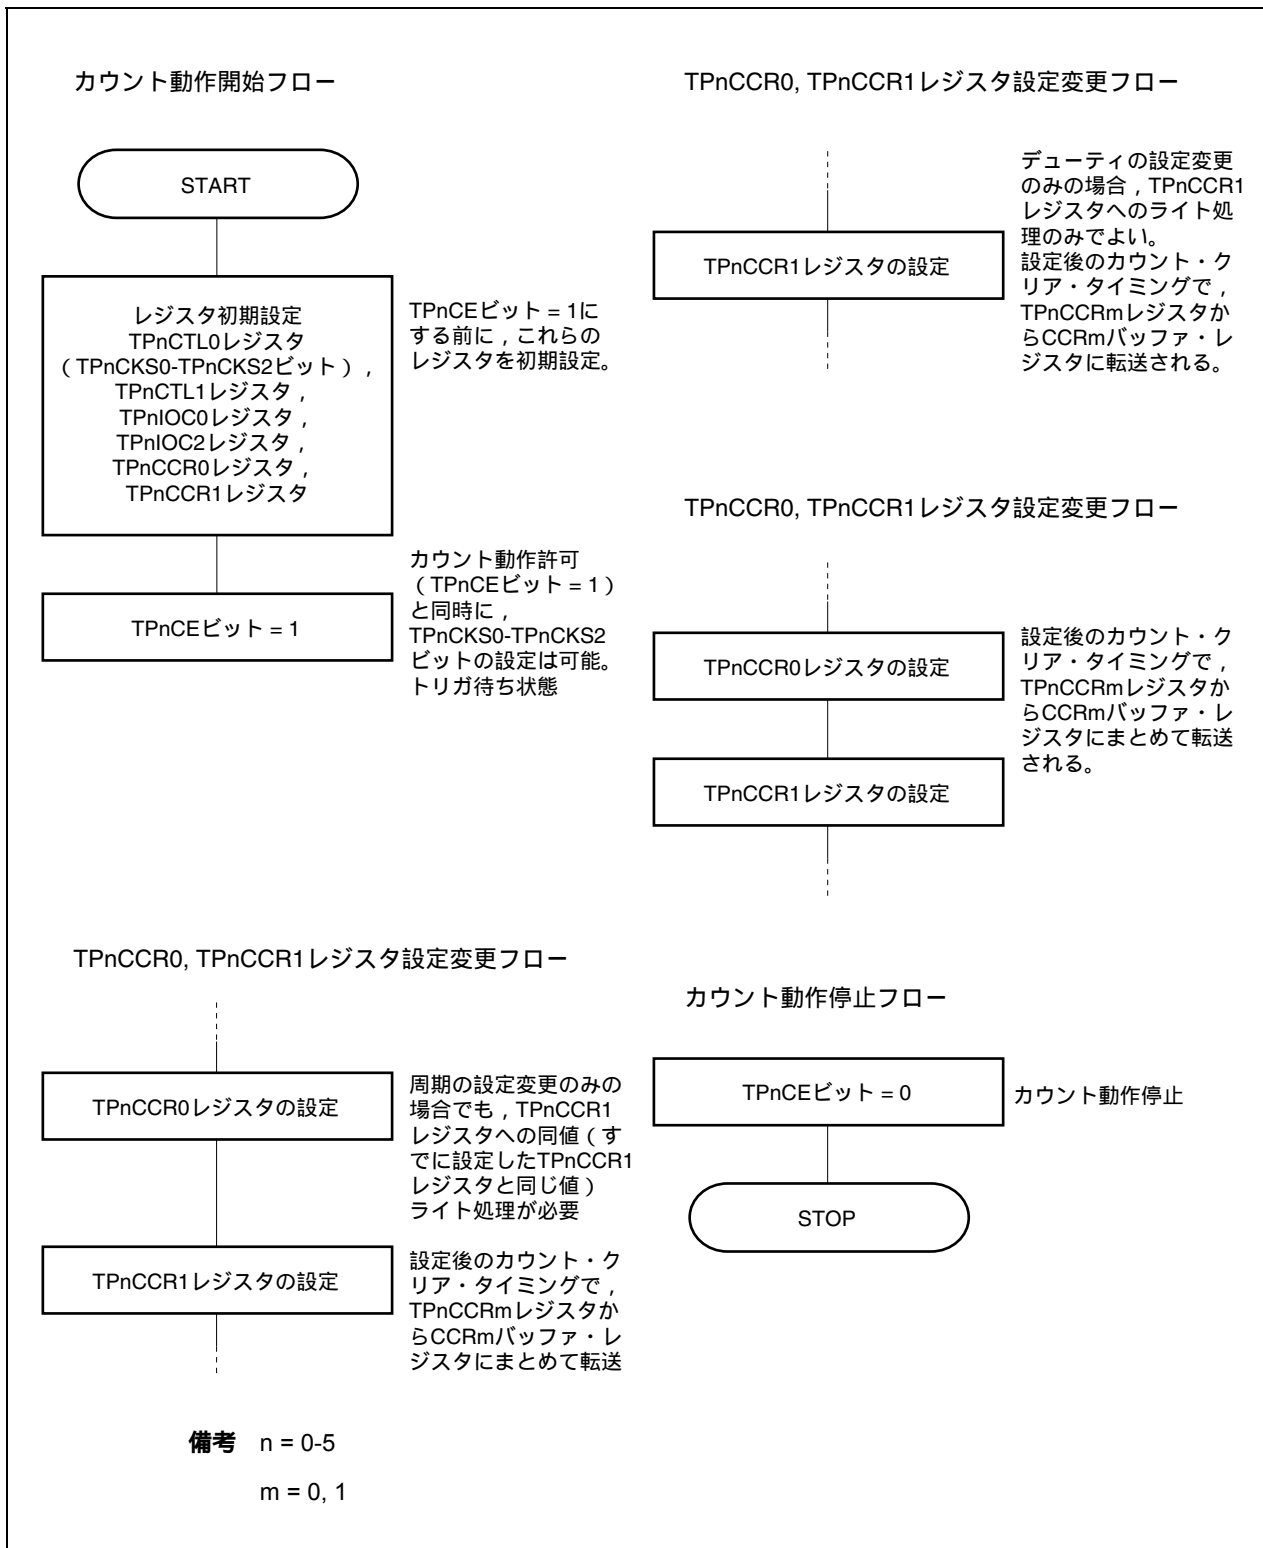 カウント動作開始フロー
START
レジスタ初期設定
TPnCTL0レジスタ
（TPnCKS0-TPnCKS2ビット），
TPnCTL1レジスタ，
TPnIOC0レジスタ，
TPnIOC2レジスタ，
TPnCCR0レジスタ，
TPnCCR1レジスタ
TPnCEビット = 1に
する前に，これらの
レジスタを初期設定。
TPnCEビット = 1
カウント動作許可
（TPnCEビット = 1）
と同時に，
TPnCKS0-TPnCKS2
ビットの設定は可能。
トリガ待ち状態
TPnCCR0, TPnCCR1レジスタ設定変更フロー
TPnCCR0レジスタの設定
周期の設定変更のみの
場合でも，TPnCCR1
レジスタへの同値（す
でに設定したTPnCCR1
レジスタと同じ値）
ライト処理が必要
TPnCCR1レジスタの設定
設定後のカウント・ク
リア・タイミングで，
TPnCCRmレジスタか
らCCRmバッファ・レ
ジスタにまとめて転送
TPnCCR0, TPnCCR1レジスタ設定変更フロー
TPnCCR1レジスタの設定
デューティの設定変更
のみの場合，TPnCCR1
レジスタへのライト処
理のみでよい。
設定後のカウント・ク
リア・タイミングで，
TPnCCRmレジスタか
らCCRmバッファ・レ
ジスタに転送される。
TPnCCR0, TPnCCR1レジスタ設定変更フロー
TPnCCR0レジスタの設定
設定後のカウント・ク
リア・タイミングで，
TPnCCRmレジスタか
らCCRmバッファ・レ
ジスタにまとめて転送
される。
TPnCCR1レジスタの設定
カウント動作停止フロー
TPnCEビット = 0
カウント動作停止
STOP
備考 n = 0-5
m = 0, 1